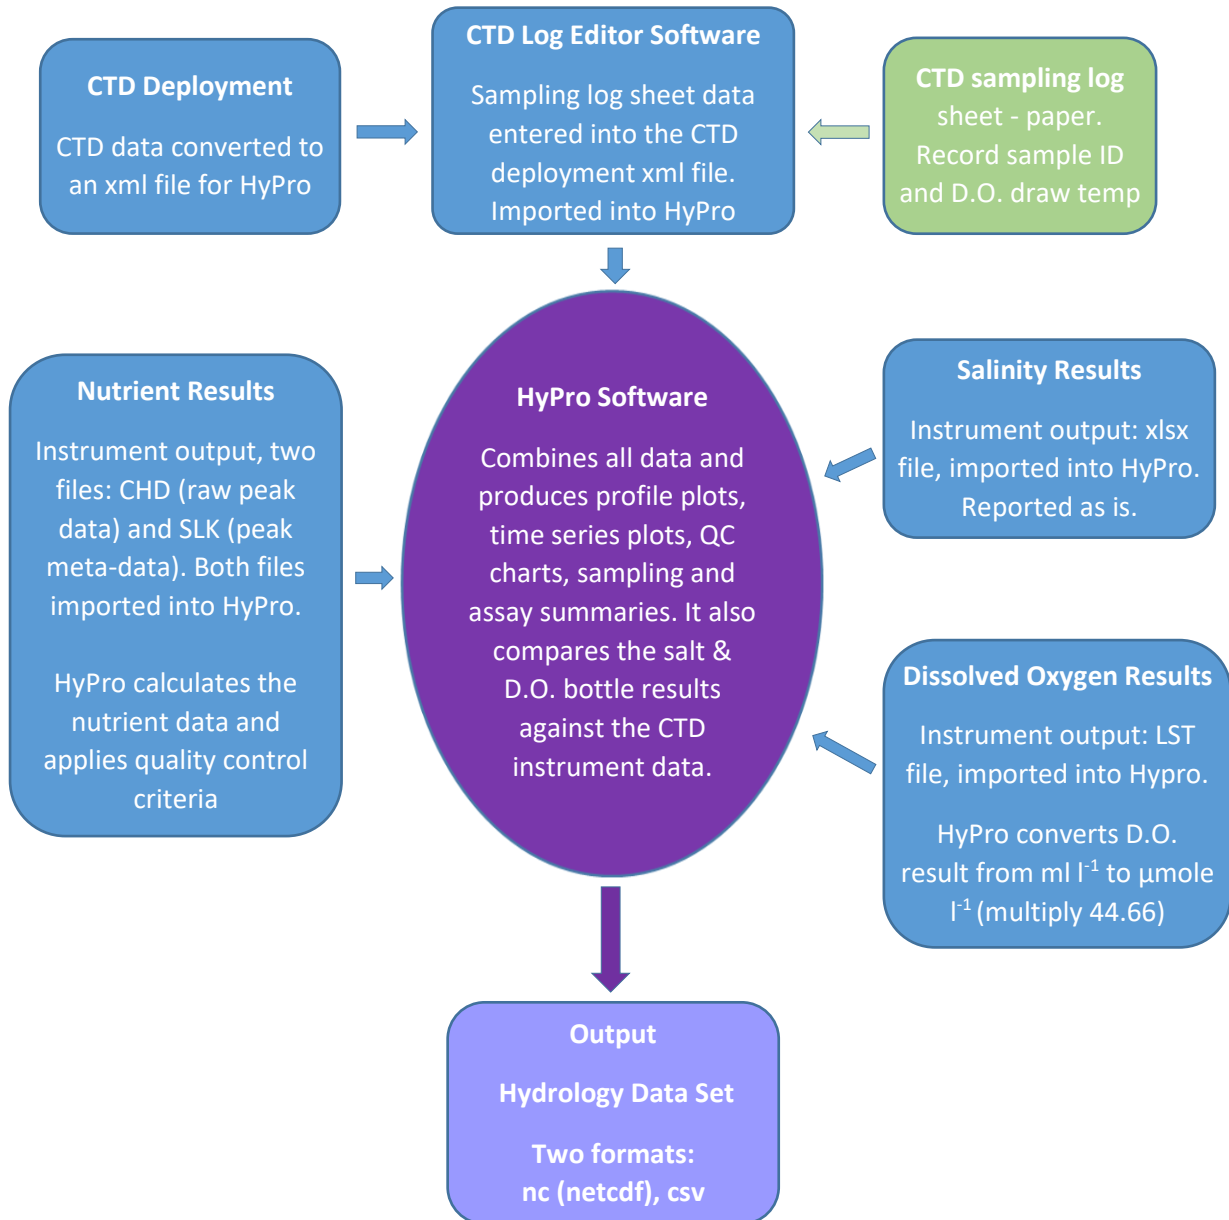 CTD Deployment
CTD data converted to
an xml file for HyPro
CTD Log Editor Software
Sampling log sheet data
entered into the CTD
deployment xml file.
Imported into HyPro
CTD sampling log
sheet - paper.
Record sample ID
and D.O. draw temp
Nutrient Results
Instrument output, two
files: CHD (raw peak
data) and SLK (peak
meta-data). Both files
imported into HyPro.
HyPro calculates the
nutrient data and
applies quality control
criteria
HyPro Software
Combines all data and
produces profile plots,
time series plots, QC
charts, sampling and
assay summaries. It also
compares the salt &
D.O. bottle results
against the CTD
instrument data.
Salinity Results
Instrument output: xlsx
file, imported into HyPro.
Reported as is.
Dissolved Oxygen Results
Instrument output: LST
file, imported into Hypro.
HyPro converts D.O.
result from ml l⁻¹ to µmole
l⁻¹ (multiply 44.66)
Output
Hydrology Data Set
Two formats:
nc (netcdf), csv